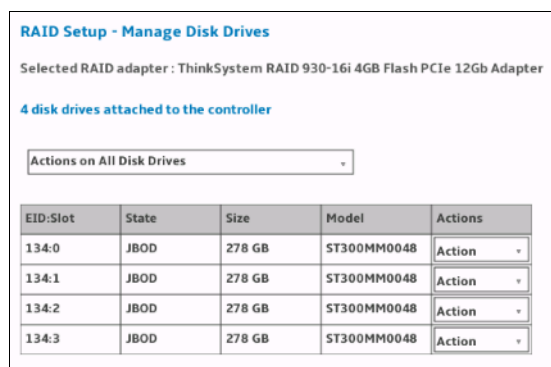 RAID Setup - Manage Disk Drives
Selected RAID adapter : ThinkSystem RAID 930-16i 4GB Flash PCIe 12Gb Adapter
4 disk drives attached to the controller
Actions on All Disk Drives
EID:Slot State Size Model Actions
134:0 JBOD 278 GB ST300MM0048 Action
134:1 JBOD 278 GB ST300MM0048 Action
134:2 JBOD 278 GB ST300MM0048 Action
134:3 JBOD 278 GB ST300MM0048 Action